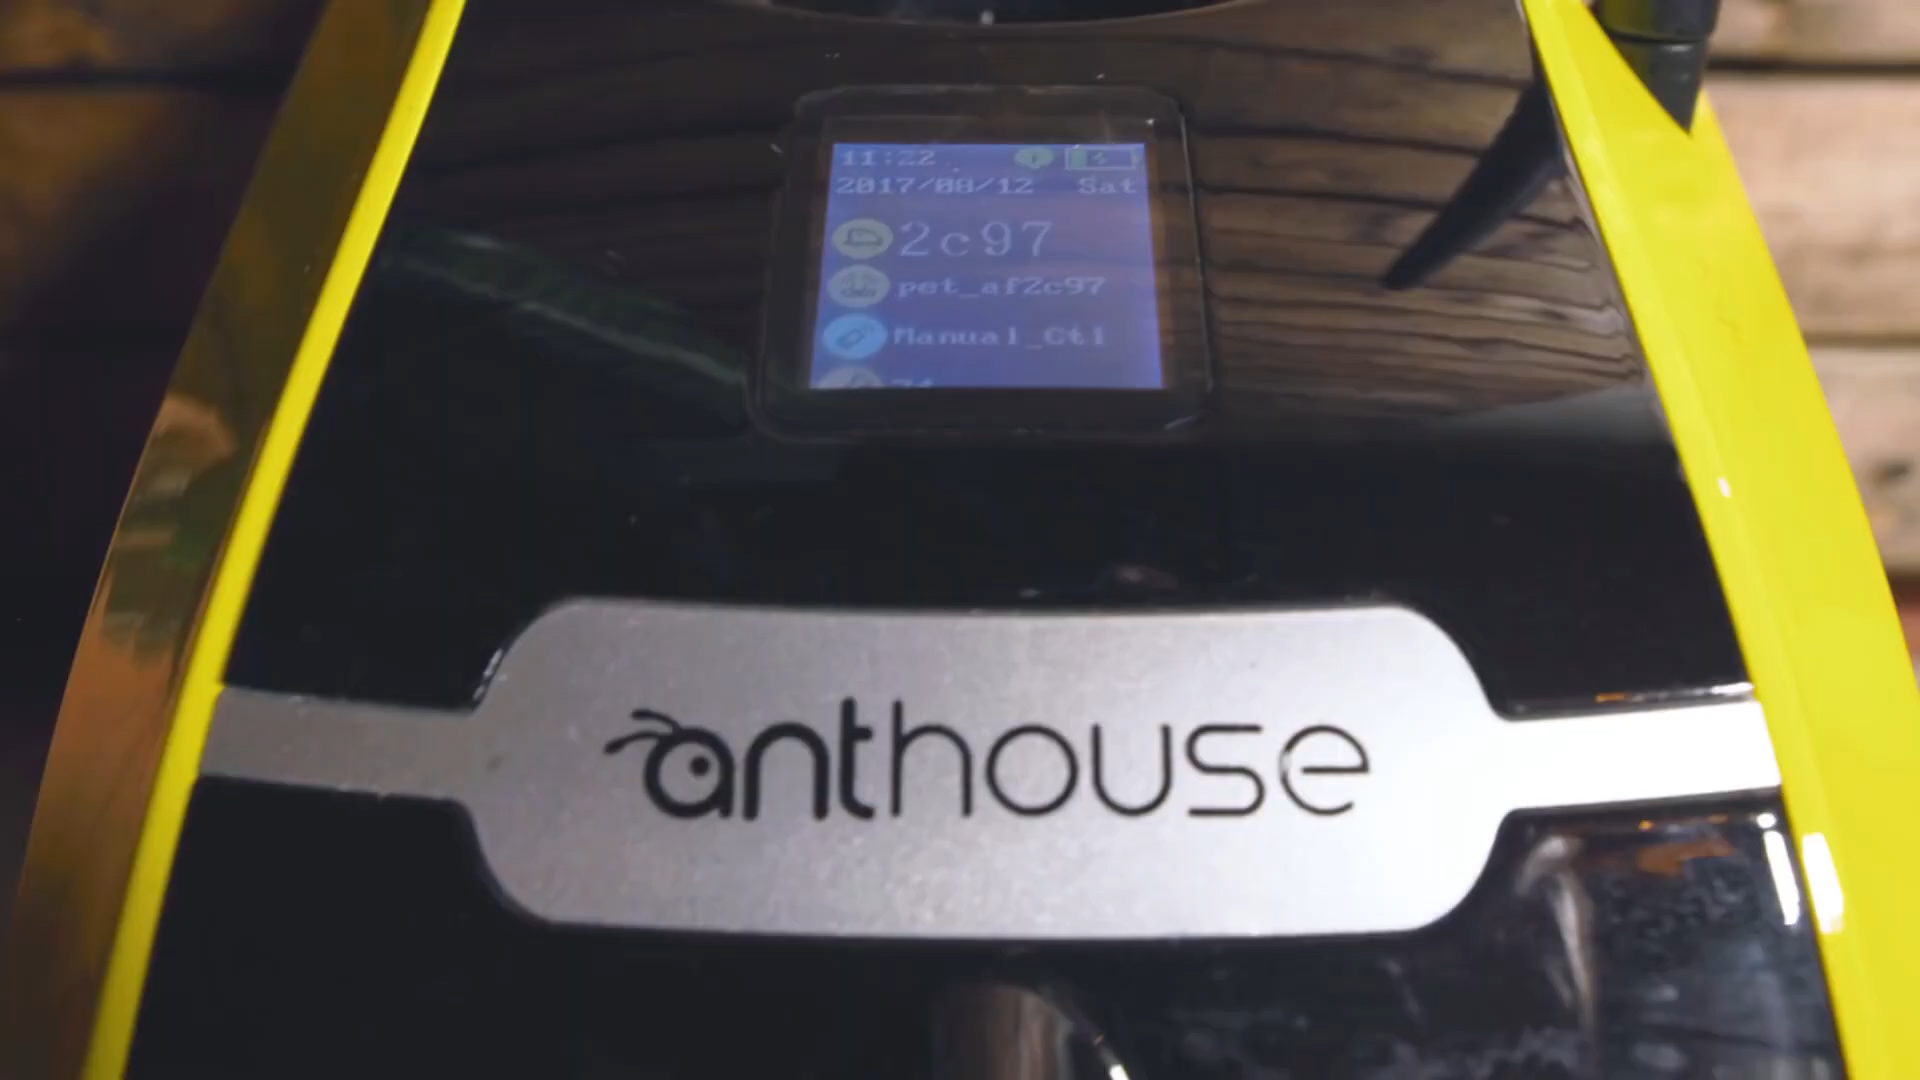 11:22
2017/08/12 Sat
2c97
pet_af2c97
Manual_Ctl
anthouse